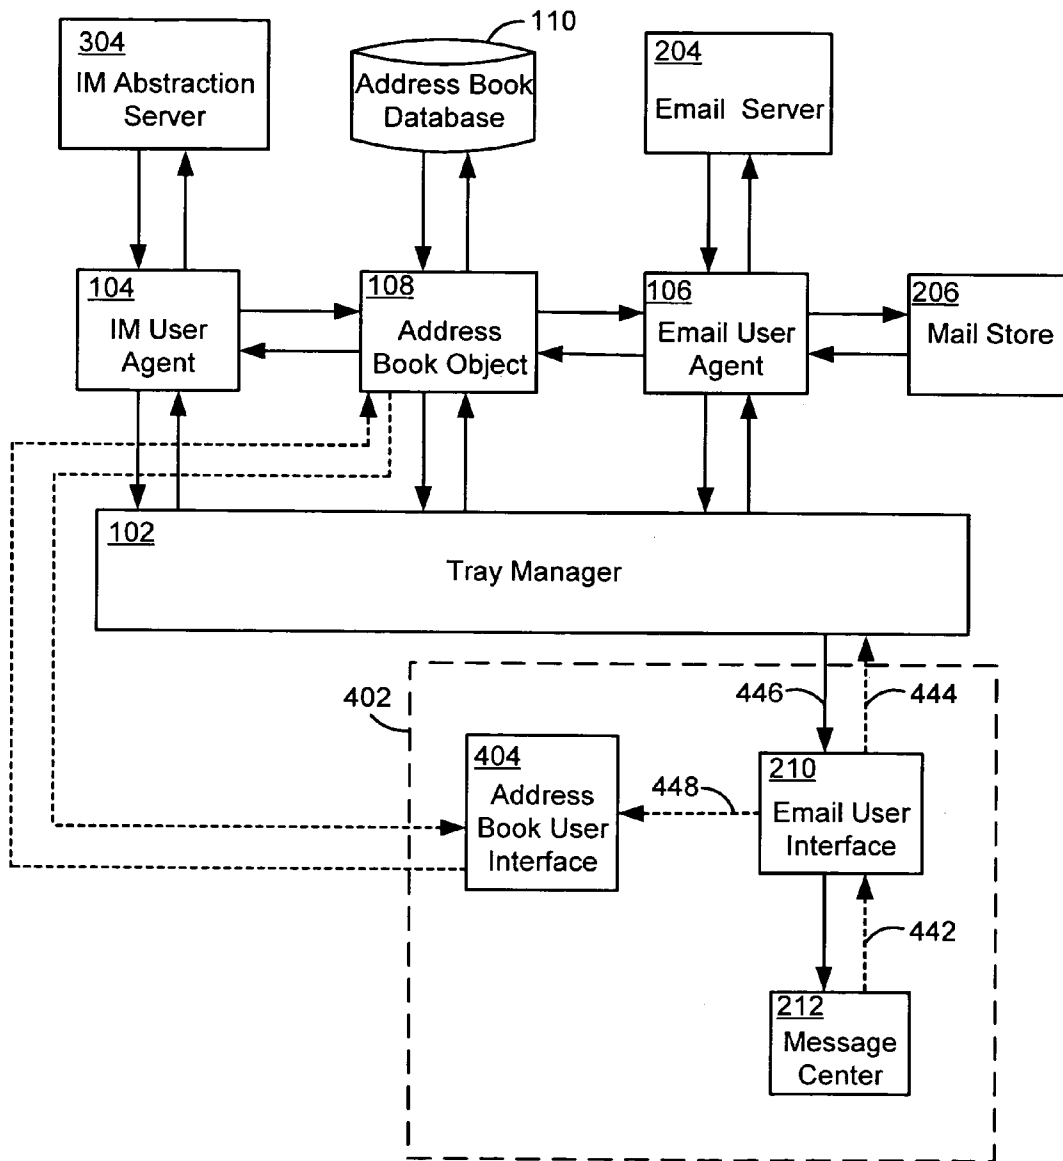 110
304
IM Abstraction
Server
Address Book
Database
204
Email Server
104
IM User
Agent
108
Address
Book Object
106
Email User
Agent
206
Mail Store
102
Tray Manager
402
446
444
404
Address
Book User
Interface
448
210
Email User
Interface
442
212
Message
Center